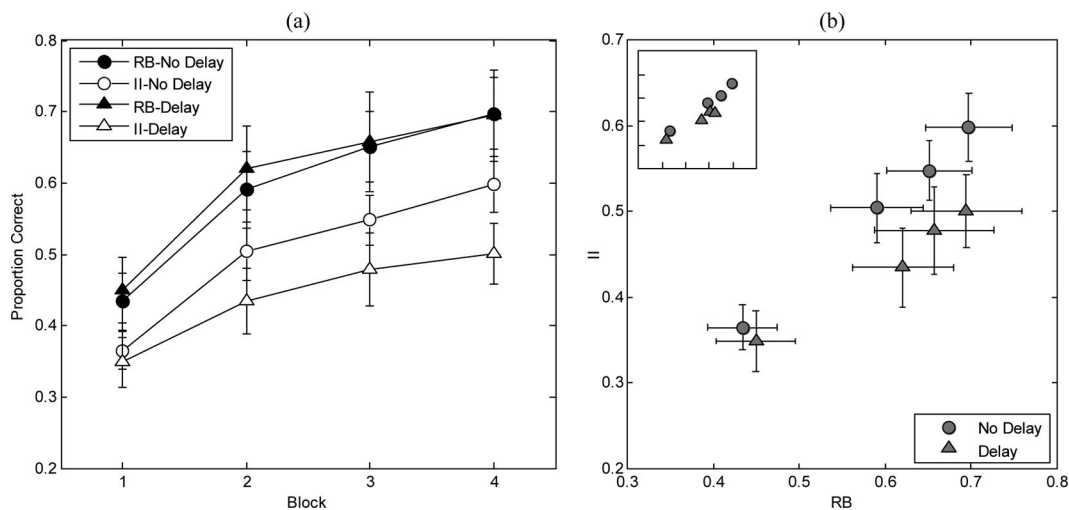 (a)
0.8
0.7
0.6
0.5
0.4
0.3
0.2
Proportion Correct
RB-No Delay
II-No Delay
RB-Delay
II-Delay
1
2
3
4
Block
(b)
0.7
0.6
0.5
0.4
0.3
0.2
II
No Delay
Delay
0.3
0.4
0.5
0.6
0.7
0.8
RB